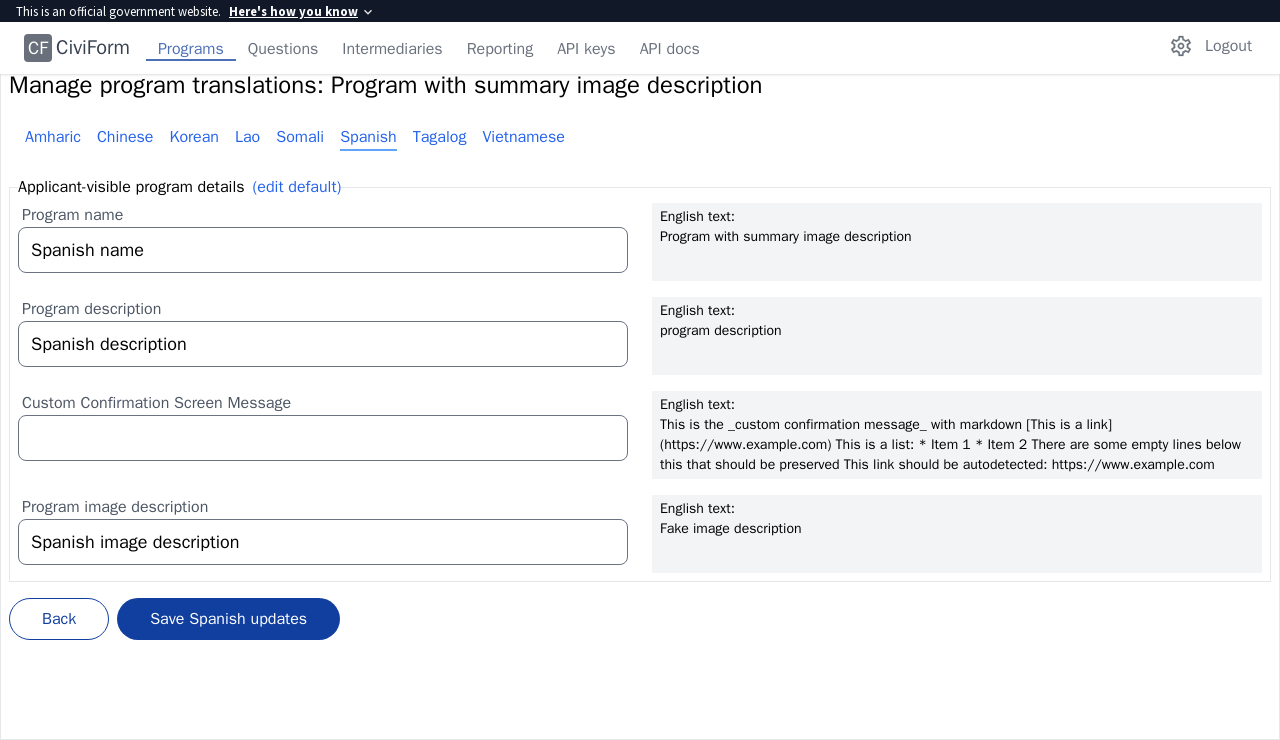 This is an official government website. Here's how you know
CF CiviForm Programs Questions Intermediaries Reporting API keys API docs Logout
Manage program translations: Program with summary image description
Amharic Chinese Korean Lao Somali Spanish Tagalog Vietnamese
Applicant-visible program details (edit default)
Program name
Spanish name
English text:
Program with summary image description
Program description
Spanish description
English text:
program description
Custom Confirmation Screen Message
English text:
This is the _custom confirmation message_ with markdown [This is a link]
(https://www.example.com) This is a list: * Item 1 * Item 2 There are some empty lines below
this that should be preserved This link should be autodetected: https://www.example.com
Program image description
Spanish image description
English text:
Fake image description
Back Save Spanish updates